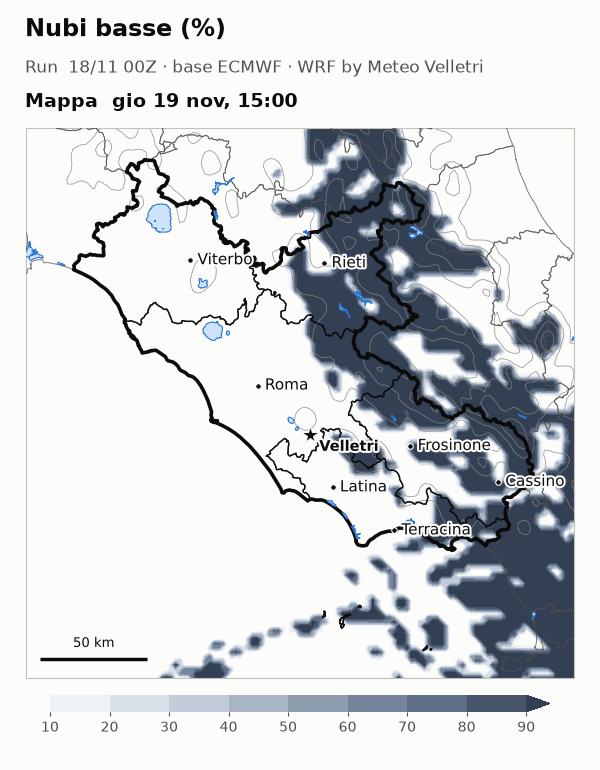 Nubi basse (%)
Run 18/11 00Z · base ECMWF · WRF by Meteo Velletri
Mappa gio 19 nov, 15:00
Viterbo
Rieti
Roma
Velletri
Frosinone
Latina
Cassino
Terracina
50 km
10 20 30 40 50 60 70 80 90